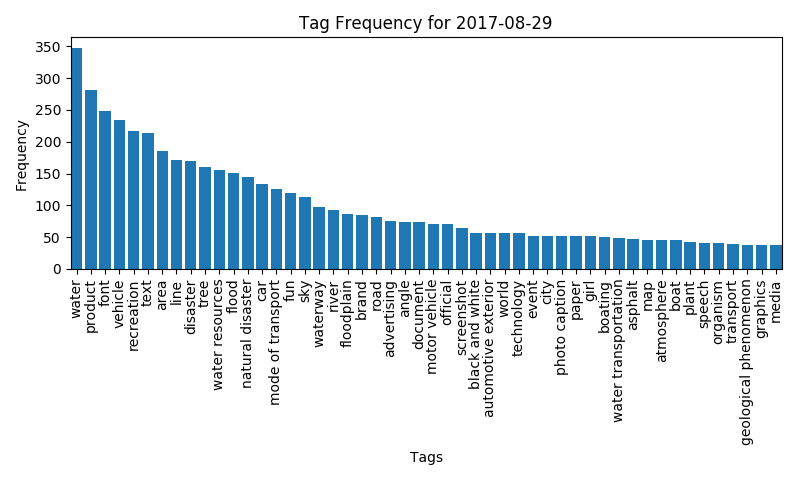 Tag Frequency for 2017-08-29
Frequency
350
300
250
200
150
100
50
0
water
product
font
vehicle
recreation
text
area
line
disaster
tree
water resources
flood
natural disaster
car
mode of transport
fun
sky
waterway
river
floodplain
brand
road
advertising
angle
document
motor vehicle
official
screenshot
black and white
automotive exterior
world
technology
event
city
photo caption
paper
girl
boating
water transportation
asphalt
map
atmosphere
boat
plant
speech
organism
transport
geological phenomenon
graphics
media
Tags